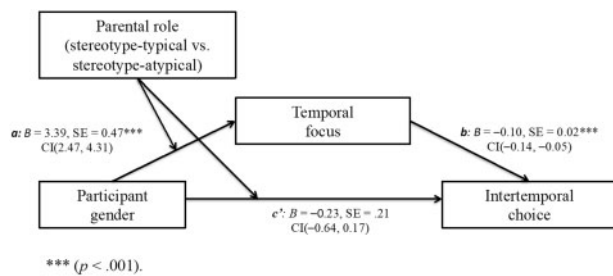 Parental role
(stereotype-typical vs.
stereotype-atypical)
Temporal
focus
a: B = 3.39, SE = 0.47***
CI(2.47, 4.31)
b: B = −0.10, SE = 0.02***
CI(−0.14, −0.05)
Participant
gender
Intertemporal
choice
c’: B = −0.23, SE = .21
CI(−0.64, 0.17)
*** (p < .001).